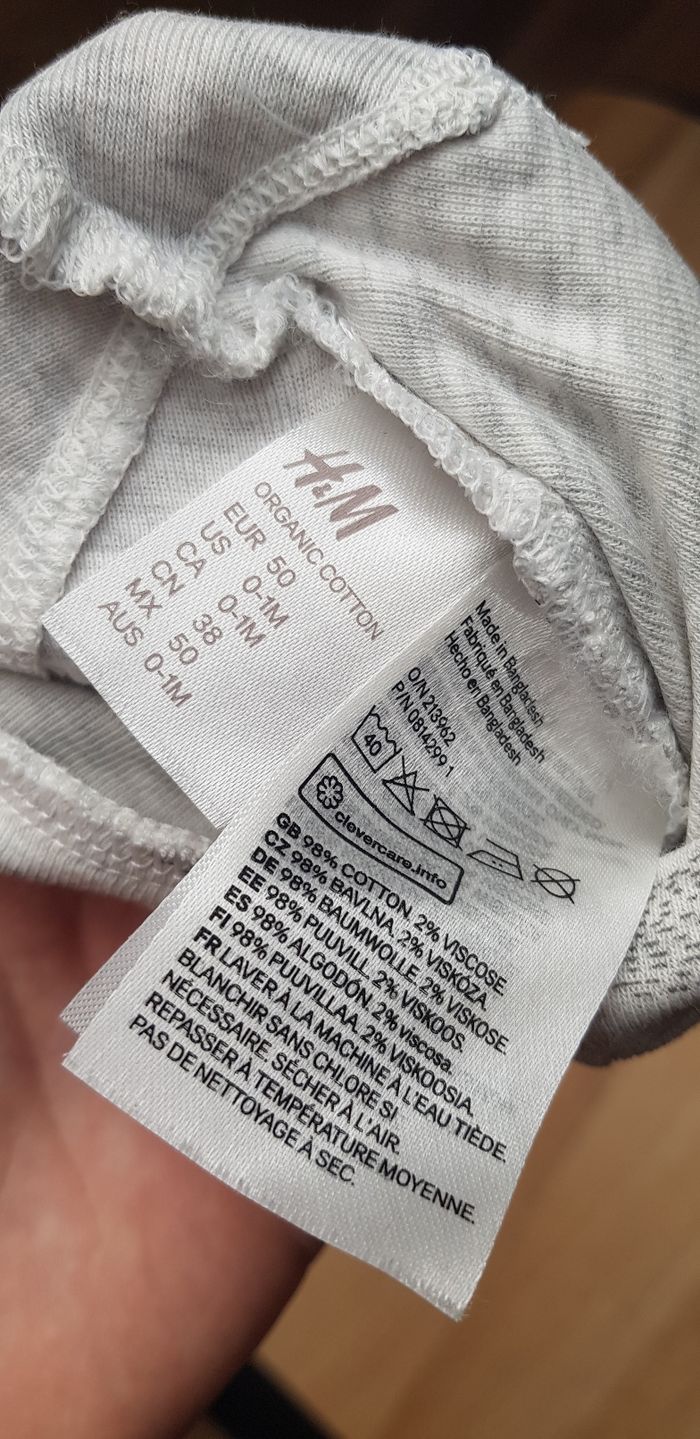 H&M
ORGANIC COTTON
EUR 50
US 0-1M
CA 0-1M
CN 38
MX 50
AUS 0-1M
Made in Bangladesh
Fabriqué en Bangladesh
Hecho en Bangladesh
O/N 213962
P/N 0814299 1
40
clevercare.info
GB 98% COTTON, 2% VISCOSE.
CZ 98% BAVLNA, 2% VISKÓZA.
DE 98% BAUMWOLLE, 2% VISKOSE.
EE 98% PUUVILL, 2% VISKOOS.
ES 98% ALGODÓN, 2% viscosa.
FI 98% PUUVILLAA, 2% VISKOOSIA.
FR LAVER À LA MACHINE À L'EAU TIÈDE.
BLANCHIR SANS CHLORE SI
NÉCESSAIRE. SÉCHER À L'AIR.
REPASSER À TEMPÉRATURE MOYENNE.
PAS DE NETTOYAGE À SEC.